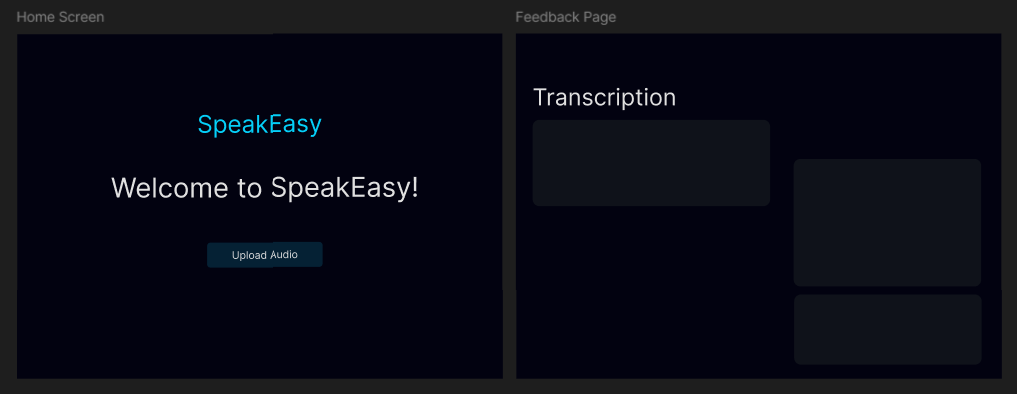 Home Screen
SpeakEasy
Welcome to SpeakEasy!
Upload Audio
Feedback Page
Transcription